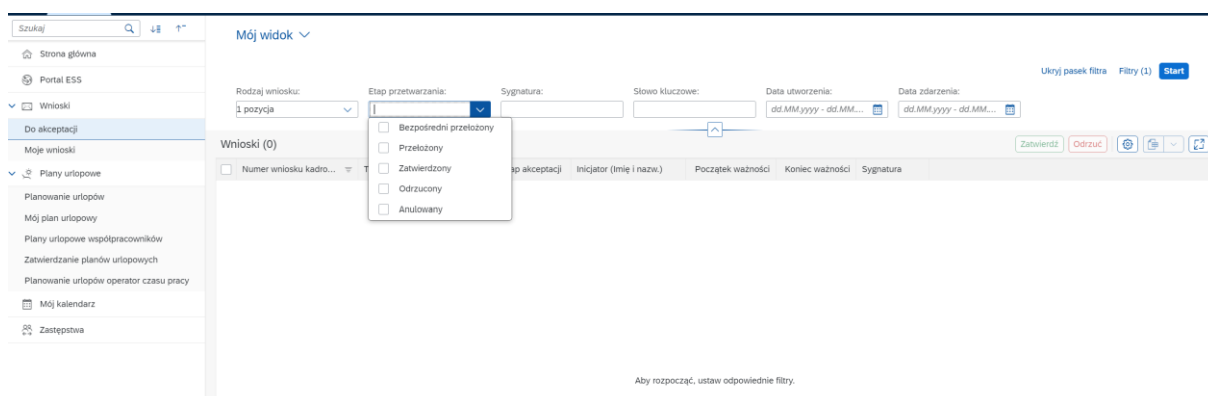 Szukaj
Mój widok
Strona główna
Portal ESS
Ukryj pasek filtra Filtry (1) Start
Rodzaj wniosku: Etap przetwarzania: Sygnatura: Słowo kluczowe: Data utworzenia: Data zdarzenia:
Wnioski
1 pozycja dd.MM.yyyy - dd.MM.... dd.MM.yyyy - dd.MM....
Do akceptacji
Bezpośredni przełożony
Moje wnioski
Wnioski (0)
Przełożony
Zatwierdź Odrzuć
Plany urlopowe
Numer wniosku kadro... T Zatwierdzony ap akceptacji Inicjator (Imię i nazw.) Początek ważności Koniec ważności Sygnatura
Planowanie urlopów
Odrzucony
Mój plan urlopowy
Anulowany
Plany urlopowe współpracowników
Zatwierdzanie planów urlopowych
Planowanie urlopów operator czasu pracy
Mój kalendarz
Zastępstwa
Aby rozpocząć, ustaw odpowiednie filtry.